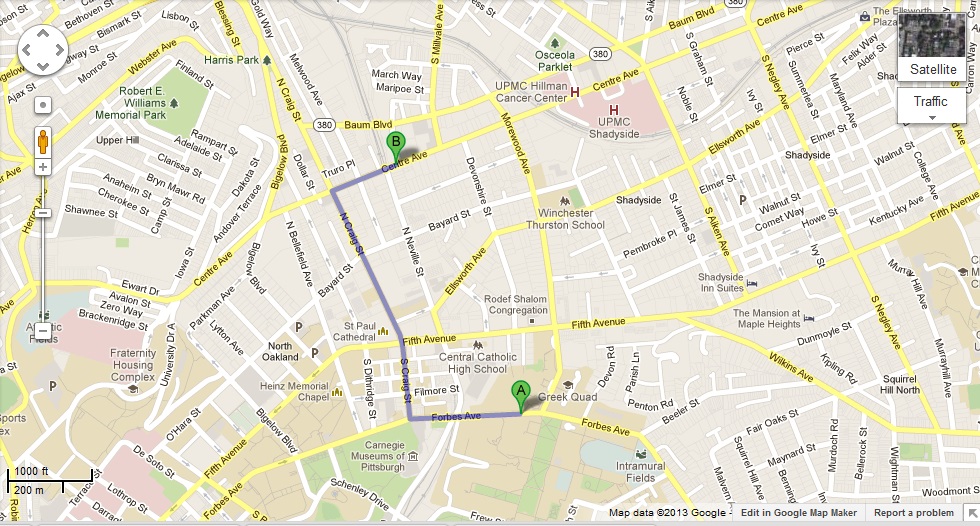 Bethoven St
Bismark St
Monroe St
Ajax St
Webster Ave
Finland St
Lisbon St
Blessing St
Gold Way
N Craig St
Melwood Ave
Harris Park
Robert E.
Williams
Memorial Park
Upper Hill
Rampart St
Adelaide St
Clarissa St
Bryn Mawr Rd
Anaheim St
Cherokee St
Camp St
Shawnee St
Dakota St
Andover Terrace
Bigelow Blvd
Iowa St
Centre Ave
S Millvale Ave
March Way
Maripoe St
380
Baum Blvd
Truro Pl
Dollar St
B
Centre Ave
Osceola
Parklet
380
Centre Ave
Baum Blvd
380
Centre Ave
UPMC Hillman
Cancer Center
H
H
UPMC
Shadyside
Morewood Ave
S Graham St
Noble St
S Negley Ave
Ivy St
Summerlea St
Maryland Ave
Pierce St
Felix Way
Alder St
The Ellsworth
Plaza
Satellite
Traffic
Ellsworth Ave
Elmer St
Shadyside
Walnut St
College Ave
Elmer St
Walnut St
Comet Way
Howe St
Kentucky Ave
Fifth Avenue
P
Shadyside
S Aiken Ave
St James St
Pembroke Pl
Winchester
Thurston School
Devonshire St
Bayard St
N Craig St
N Neville St
N Bellefield Ave
Bayard St
Ellsworth Ave
Bigelow
Blvd
Ewart Dr
Avalon St
Zero Way
Brackenridge St
Parkman Ave
Lytton Ave
University Dr A
Fraternity
Housing
Complex
North
Oakland
P
P
St Paul
Cathedral
Fifth Avenue
Rodef Shalom
Congregation
Fifth Avenue
Shadyside
Inn Suites
The Mansion at
Maple Heights
Ivy St
Dunmoyle St
S Negley Ave
Murrayhill Ave
Wilkins Ave
Kipling Rd
Squirrel
Hill North
Central Catholic
High School
P
Heinz Memorial
Chapel
S Dithridge St
S Craig St
Filmore St
A
Forbes Ave
Greek Quad
Devon Rd
Parish Ln
Penton Rd
Beeler St
Forbes Ave
Fair Oaks St
Maynard St
Squirrel Hill Ave
Murdoch Rd
Bellerock St
Wightman St
Woodmont St
Intramural
Fields
Carnegie
Museums of
Pittsburgh
Schenley Drive
O'Hara St
Bigelow Blvd
Fifth Ave
Forbes Ave
De Soto St
Lothrop St
1000 ft
200 m
Map data ©2013 Google -
Edit in Google Map Maker
Report a problem